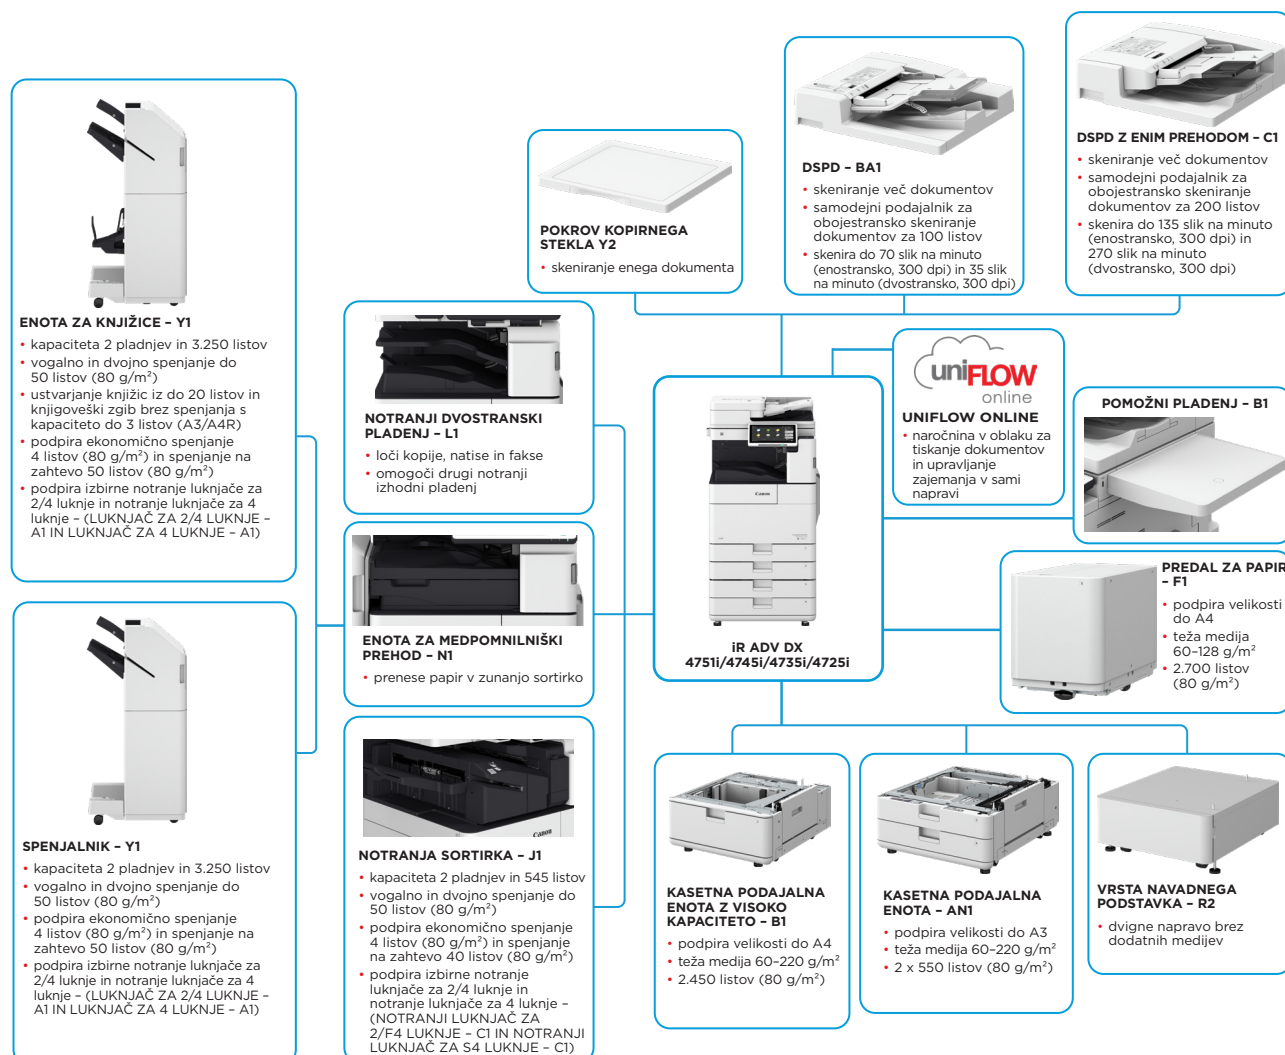 ENOTA ZA KNJIŽICE – Y1
• kapaciteta 2 pladnjev in 3.250 listov
• vogalno in dvojno spenjanje do
50 listov (80 g/m²)
• ustvarjanje knjižic iz do 20 listov in
knjigoveški zgib brez spenjanja s
kapaciteto do 3 listov (A3/A4R)
• podpira ekonomično spenjanje
4 listov (80 g/m²) in spenjanje na
zahtevo 50 listov (80 g/m²)
• podpira izbirne notranje luknjače za
2/4 luknje in notranje luknjače za 4
luknje – (LUKNJAČ ZA 2/4 LUKNJE –
A1 IN LUKNJAČ ZA 4 LUKNJE – A1)
SPENJALNIK – Y1
• kapaciteta 2 pladnjev in 3.250 listov
• vogalno in dvojno spenjanje do
50 listov (80 g/m²)
• podpira ekonomično spenjanje
4 listov (80 g/m²) in spenjanje na
zahtevo 50 listov (80 g/m²)
• podpira izbirne notranje luknjače za
2/4 luknje in notranje luknjače za 4
luknje – (LUKNJAČ ZA 2/4 LUKNJE –
A1 IN LUKNJAČ ZA 4 LUKNJE – A1)
NOTRANJI DVOSTRANSKI
PLADENJ – L1
• loči kopije, natise in fakse
• omogoči drugi notranji
izhodni pladenj
ENOTA ZA MEDPOMNILNIŠKI
PREHOD – N1
• prenese papir v zunanjo sortirko
Canon
NOTRANJA SORTIRKA – J1
• kapaciteta 2 pladnjev in 545 listov
• vogalno in dvojno spenjanje do
50 listov (80 g/m²)
• podpira ekonomično spenjanje
4 listov (80 g/m²) in spenjanje
na zahtevo 40 listov (80 g/m²)
• podpira izbirne notranje
luknjače za 2/4 luknje in
notranje luknjače za 4 luknje –
(NOTRANJI LUKNJAČ ZA
2/F4 LUKNJE – C1 IN NOTRANJI
LUKNJAČ ZA S4 LUKNJE – C1)
POKROV KOPIRNEGA
STEKLA Y2
• skeniranje enega dokumenta
DSPD – BA1
• skeniranje več dokumentov
• samodejni podajalnik za
obojestransko skeniranje
dokumentov za 100 listov
• skenira do 70 slik na minuto
(enostransko, 300 dpi) in 35 slik
na minuto (dvostransko, 300 dpi)
DSPD Z ENIM PREHODOM – C1
• skeniranje več dokumentov
• samodejni podajalnik za
obojestransko skeniranje
dokumentov za 200 listov
• skenira do 135 slik na minuto
(enostransko, 300 dpi) in
270 slik na minuto
(dvostransko, 300 dpi)
Canon
iR ADV DX
4751i/4745i/4735i/4725i
uniFLOW
online
UNIFLOW ONLINE
• naročnina v oblaku za
tiskanje dokumentov
in upravljanje
zajemanja v sami
napravi
POMOŽNI PLADENJ – B1
PREDAL ZA PAPIR
– F1
• podpira velikosti
do A4
• teža medija
60–128 g/m²
• 2.700 listov
(80 g/m²)
KASETNA PODAJALNA
ENOTA Z VISOKO
KAPACITETO – B1
• podpira velikosti do A4
• teža medija 60–220 g/m²
• 2.450 listov (80 g/m²)
KASETNA PODAJALNA
ENOTA – AN1
• podpira velikosti do A3
• teža medija 60–220 g/m²
• 2 x 550 listov (80 g/m²)
VRSTA NAVADNEGA
PODSTAVKA – R2
• dvigne napravo brez
dodatnih medijev